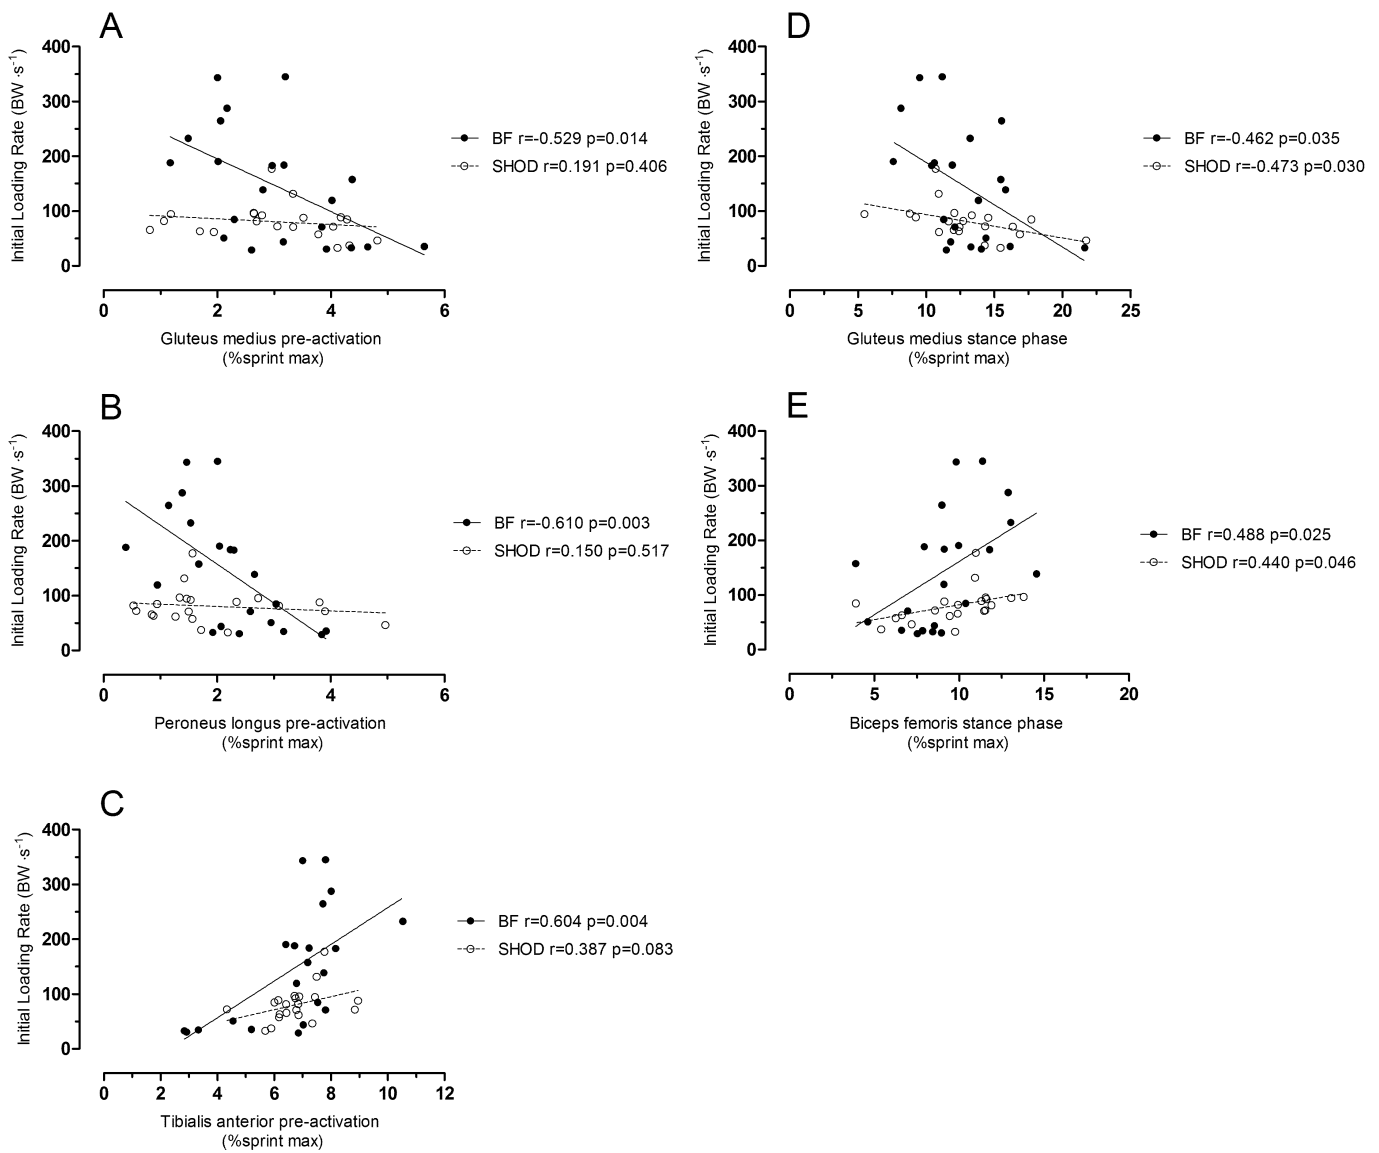 A
Initial Loading Rate (BW ·s-1)
400
300
200
100
0
0 2 4 6
Gluteus medius pre-activation
(%sprint max)
BF r=-0.529 p=0.014
SHOD r=0.191 p=0.406
D
Initial Loading Rate (BW ·s-1)
400
300
200
100
0
0 5 10 15 20 25
Gluteus medius stance phase
(%sprint max)
BF r=-0.462 p=0.035
SHOD r=-0.473 p=0.030
B
Initial Loading Rate (BW ·s-1)
400
300
200
100
0
0 2 4 6
Peroneus longus pre-activation
(%sprint max)
BF r=-0.610 p=0.003
SHOD r=0.150 p=0.517
E
Initial Loading Rate (BW ·s-1)
400
300
200
100
0
0 5 10 15 20
Biceps femoris stance phase
(%sprint max)
BF r=0.488 p=0.025
SHOD r=0.440 p=0.046
C
Initial Loading Rate (BW ·s-1)
400
300
200
100
0
0 2 4 6 8 10 12
Tibialis anterior pre-activation
(%sprint max)
BF r=0.604 p=0.004
SHOD r=0.387 p=0.083